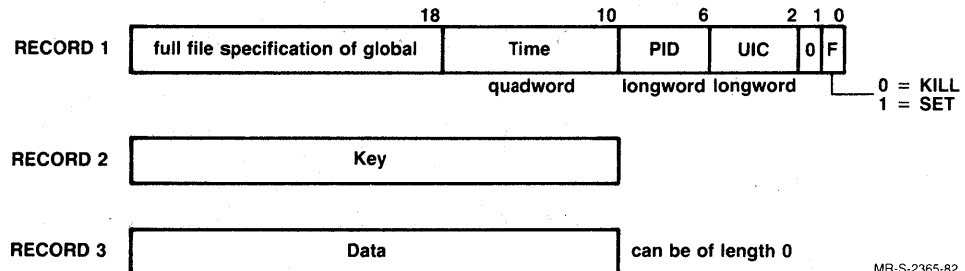 18 10 6 2 1 0
RECORD 1 full file specification of global Time PID UIC 0 F
quadword longword longword
0 = KILL
1 = SET
RECORD 2 Key
RECORD 3 Data can be of length 0
MR-S-2365-82